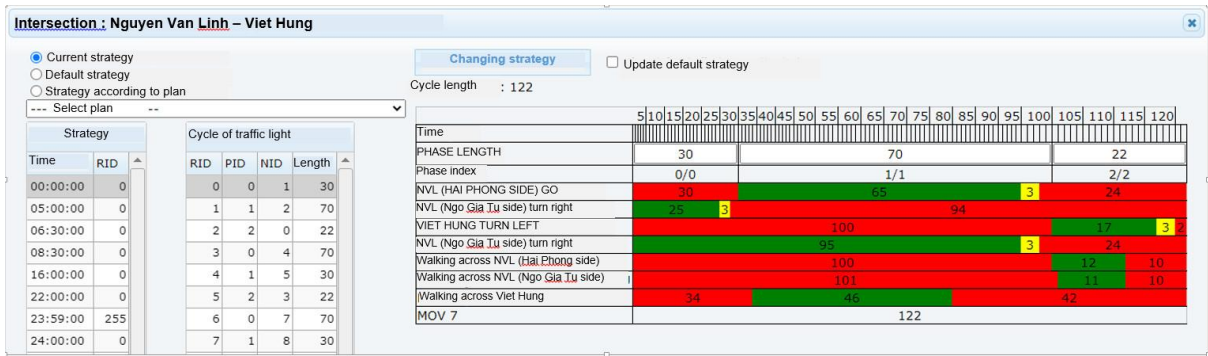 Intersection : Nguyen Van Linh – Viet Hung
Current strategy
Default strategy
Strategy according to plan
--- Select plan --
Changing strategy
Update default strategy
Cycle length : 122
Strategy
Time RID
00:00:00 0
05:00:00 0
06:30:00 0
08:30:00 0
16:00:00 0
22:00:00 0
23:59:00 255
24:00:00 0
Cycle of traffic light
RID PID NID Length
0 0 1 30
1 1 2 70
2 2 0 22
3 0 4 70
4 1 5 30
5 2 3 22
6 0 7 70
7 1 8 30
5 10 15 20 25 30 35 40 45 50 55 60 65 70 75 80 85 90 95 100 105 110 115 120
Time
PHASE LENGTH 30 70 22
Phase index 0/0 1/1 2/2
NVL (HAI PHONG SIDE) GO 30 65 3 24
NVL (Ngo Gia Tu side) turn right 25 3 94
VIET HUNG TURN LEFT 100 17 3 2
NVL (Ngo Gia Tu side) turn right 95 3 24
Walking across NVL (Hai Phong side) 100 12 10
Walking across NVL (Ngo Gia Tu side) 101 11 10
Walking across Viet Hung 34 46 42
MOV 7 122